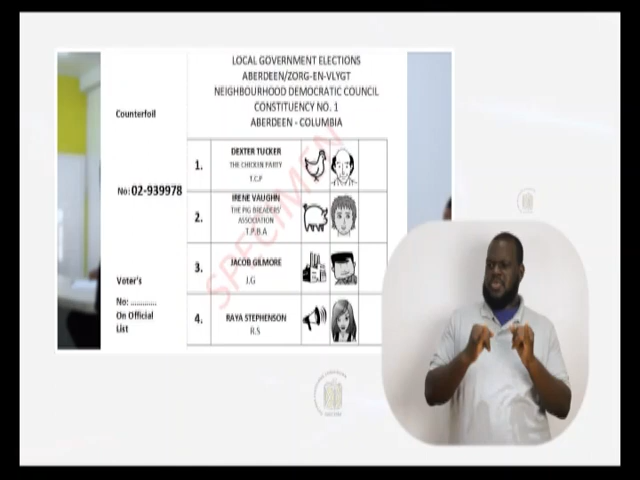 LOCAL GOVERNMENT ELECTIONS
ABERDEEN/ZORG-EN-VLYGT
NEIGHBOURHOOD DEMOCRATIC COUNCIL
CONSTITUENCY NO. 1
ABERDEEN - COLUMBIA
Counterfoil
No: 02-939978
Voter's
No: .............
On Official
List
1.
DEXTER TUCKER
THE CHICKEN PARTY
T.C.P
2.
IRENE VAUGHN
THE PIG BREADERS'
ASSOCIATION
T.P.B.A
3.
JACOB GILMORE
J.G
4.
RAYA STEPHENSON
R.S
SPECIMEN